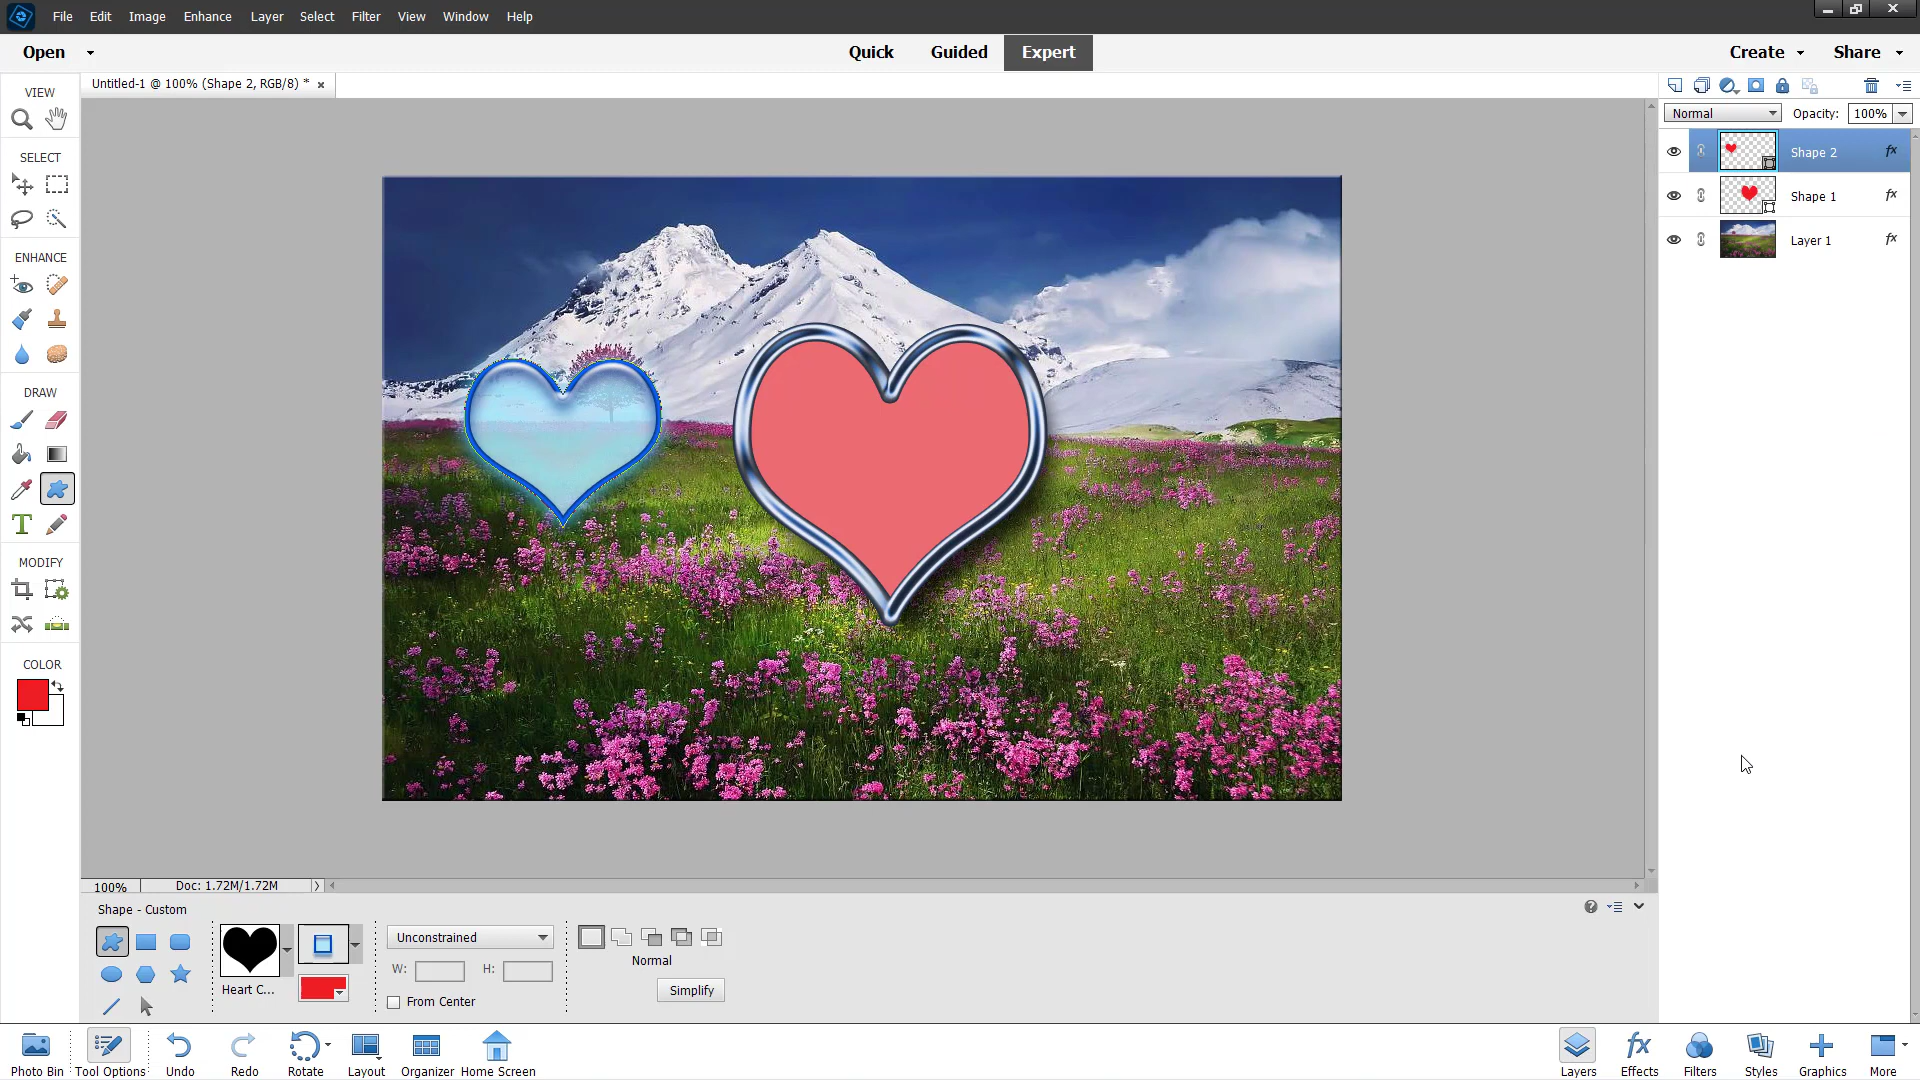 File Edit Image Enhance Layer Select Filter View Window Help
Open Quick Guided Expert Create Share
Untitled-1 @ 100% (Shape 2, RGB/8) * x
VIEW
SELECT
ENHANCE
DRAW
MODIFY
COLOR
Normal Opacity: 100%
Shape 2 fx
Shape 1 fx
Layer 1 fx
100% Doc: 1.72M/1.72M
Shape - Custom
Heart C...
Unconstrained
W: H:
From Center
Normal
Simplify
Photo Bin Tool Options Undo Redo Rotate Layout Organizer Home Screen Layers Effects Filters Styles Graphics More